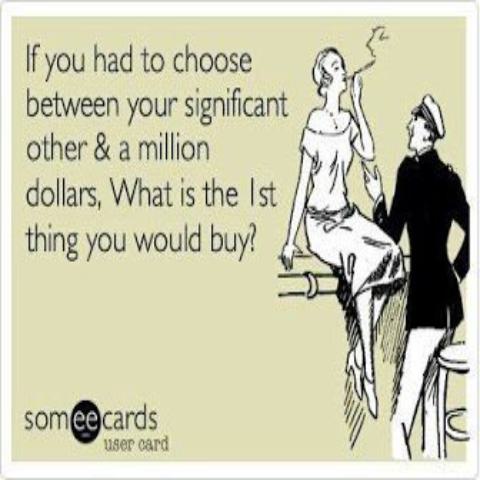 If you had to choose
between your significant
other & a million
dollars, What is the 1st
thing you would buy?
someecards
user card